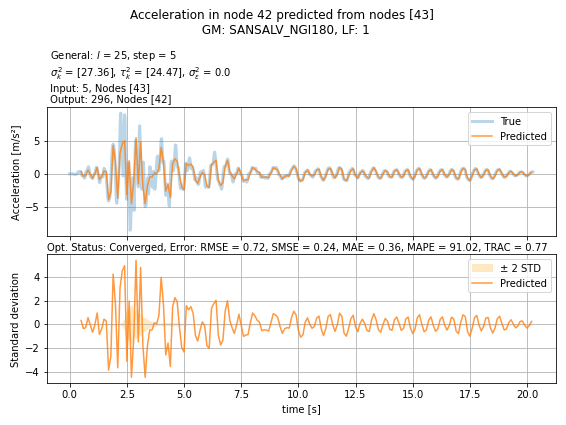 Acceleration in node 42 predicted from nodes [43]
GM: SANSALV_NGI180, LF: 1
General: l = 25, step = 5
σ²ₖ = [27.36], τ²ₖ = [24.47], σ²_ε = 0.0
Input: 5, Nodes [43]
Output: 296, Nodes [42]
Acceleration [m/s²]
5
0
−5
True
Predicted
Opt. Status: Converged, Error: RMSE = 0.72, SMSE = 0.24, MAE = 0.36, MAPE = 91.02, TRAC = 0.77
Standard deviation
4
2
0
−2
−4
± 2 STD
Predicted
0.0 2.5 5.0 7.5 10.0 12.5 15.0 17.5 20.0
time [s]